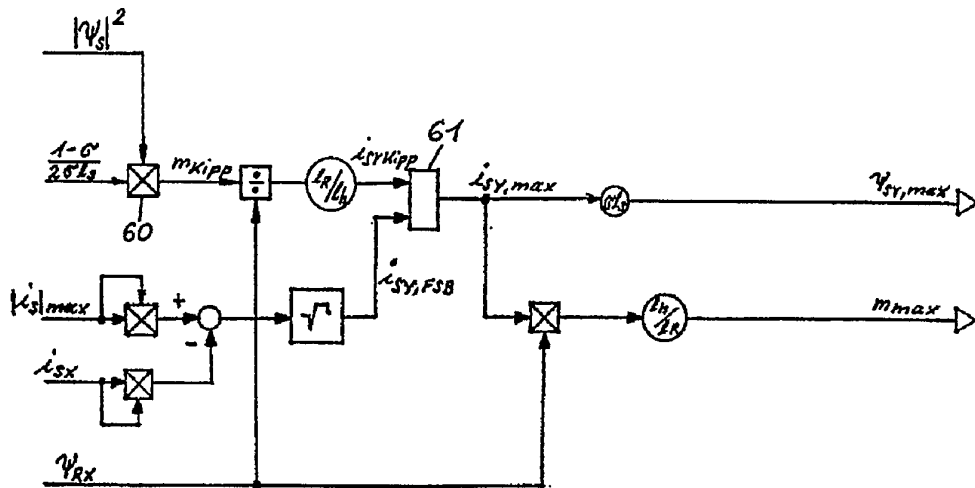 |Ψs|²
1-σ
2σls
60
mKipp
÷
lR/lh
isyKipp
61
isy,max
σls
ψsy,max
|is|max
+
-
√
isy,FSB
lh/lR
mmax
isx
ψRx